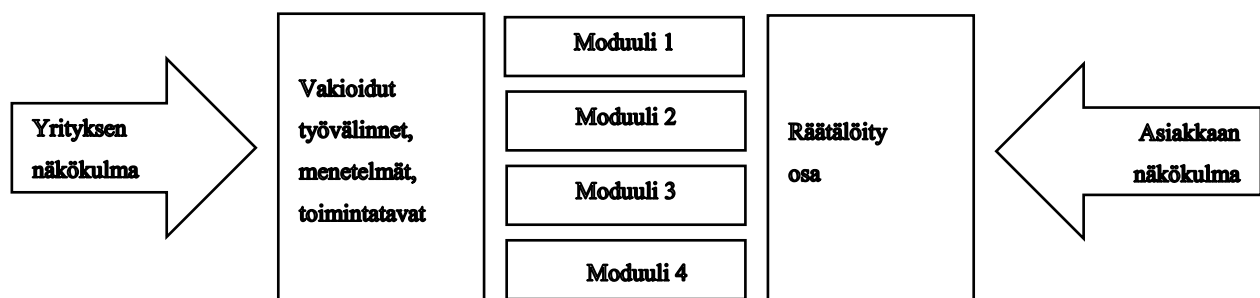 Yrityksen
näkökulma
Vakioidut
työvälinnet,
menetelmät,
toimintatavat
Moduuli 1
Moduuli 2
Moduuli 3
Moduuli 4
Räätälöity
osa
Asiakkaan
näkökulma